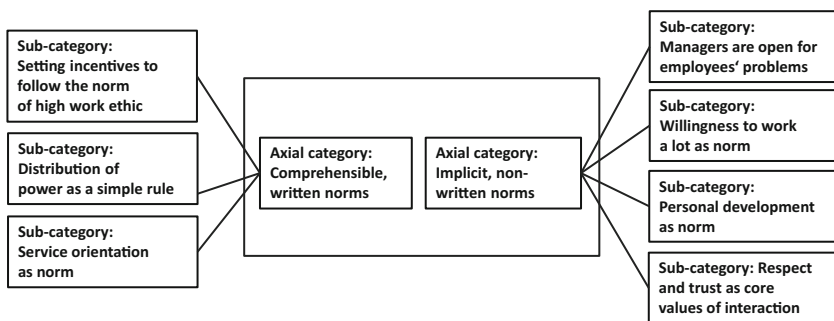 Sub-category:
Setting incentives to
follow the norm
of high work ethic
Sub-category:
Distribution of
power as a simple rule
Sub-category:
Service orientation
as norm
Axial category:
Comprehensible,
written norms
Axial category:
Implicit, non-
written norms
Sub-category:
Managers are open for
employees‘ problems
Sub-category:
Willingness to work
a lot as norm
Sub-category:
Personal development
as norm
Sub-category: Respect
and trust as core
values of interaction